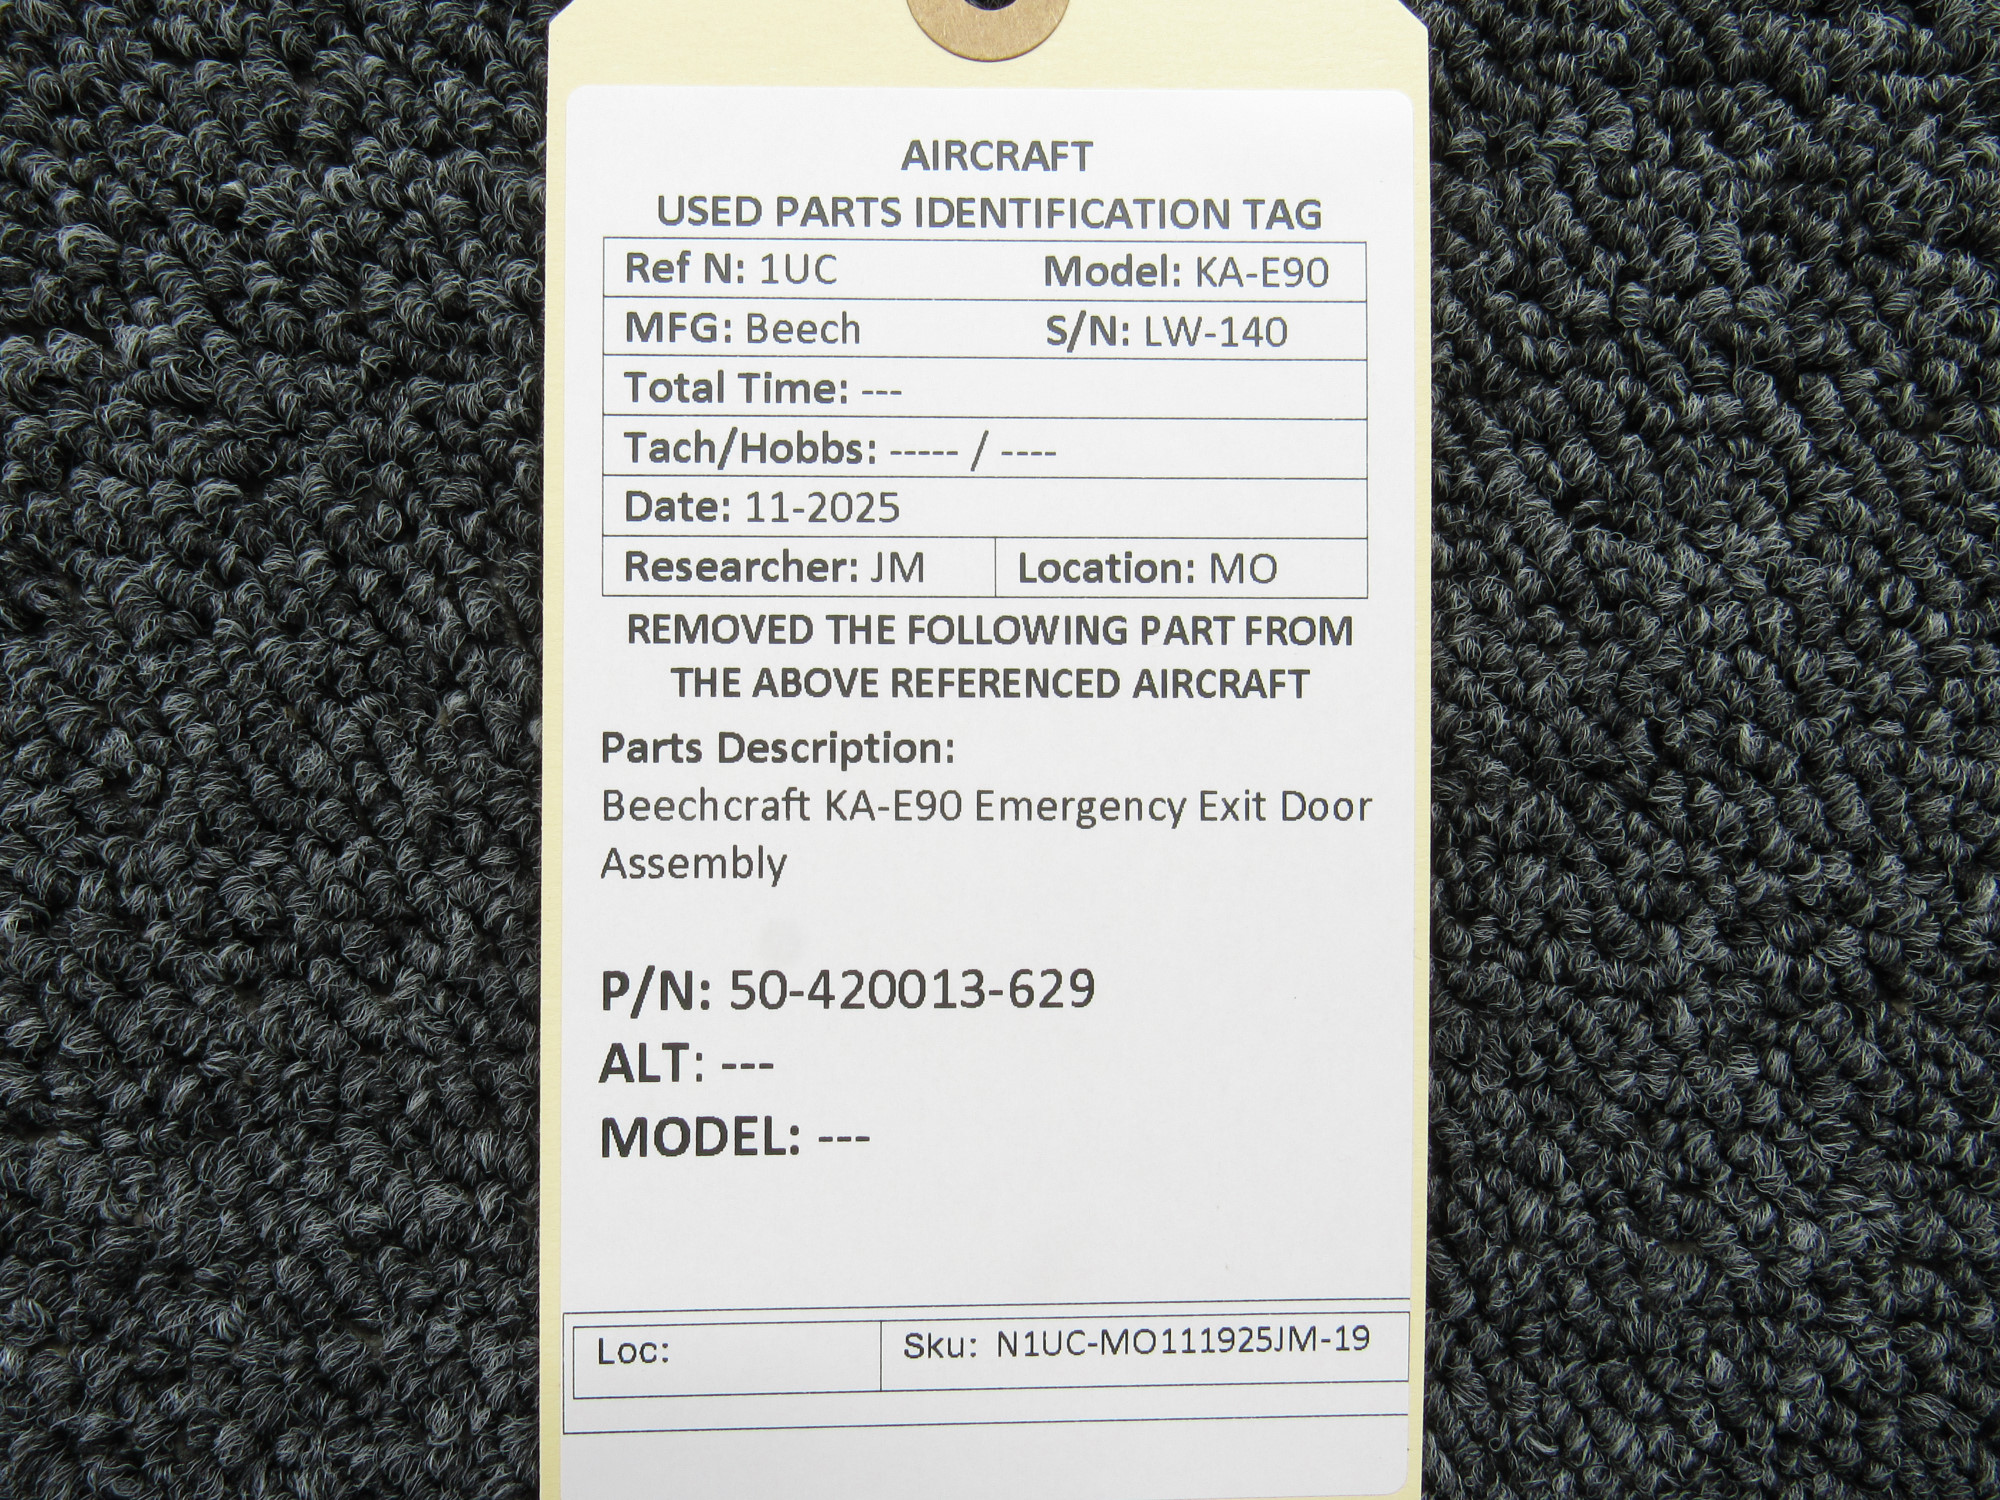 AIRCRAFT
USED PARTS IDENTIFICATION TAG
Ref N: 1UC Model: KA-E90
MFG: Beech S/N: LW-140
Total Time: ---
Tach/Hobbs: ----- / ----
Date: 11-2025
Researcher: JM Location: MO
REMOVED THE FOLLOWING PART FROM
THE ABOVE REFERENCED AIRCRAFT
Parts Description:
Beechcraft KA-E90 Emergency Exit Door
Assembly
P/N: 50-420013-629
ALT: ---
MODEL: ---
Loc: Sku: N1UC-MO111925JM-19